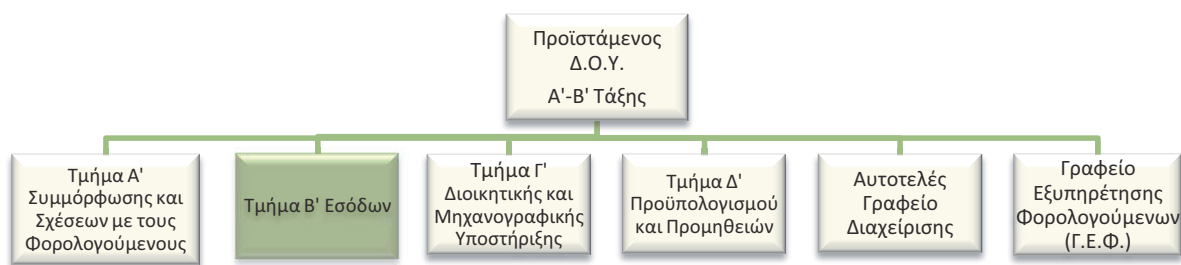 Προϊστάμενος
Δ.Ο.Υ.
Α'-Β' Τάξης
Τμήμα Α'
Συμμόρφωσης και
Σχέσεων με τους
Φορολογούμενους
Τμήμα Β' Εσόδων
Τμήμα Γ'
Διοικητικής και
Μηχανογραφικής
Υποστήριξης
Τμήμα Δ'
Προϋπολογισμού
και Προμηθειών
Αυτοτελές
Γραφείο
Διαχείρισης
Γραφείο
Εξυπηρέτησης
Φορολογούμενων
(Γ.Ε.Φ.)